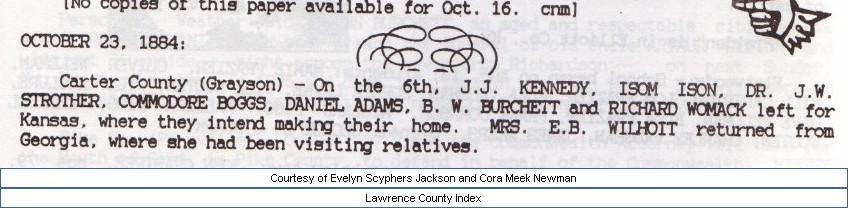 [No copies of this paper available for Oct. 16. cnm]
OCTOBER 23, 1884:
Carter County (Grayson) - On the 6th, J.J. KENNEDY, ISOM ISON, DR. J.W.
STROTHER, COMMODORE BOGGS, DANIEL ADAMS, B. W. BURCHETT and RICHARD WOMACK left for
Kansas, where they intend making their home. MRS. E.B. WILHOIT returned from
Georgia, where she had been visiting relatives.
Courtesy of Evelyn Scyphers Jackson and Cora Meek Newman
Lawrence County Index